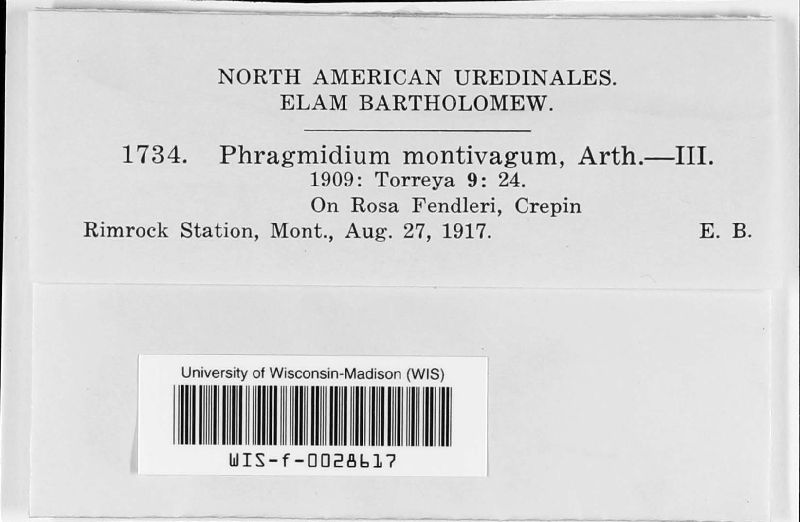 NORTH AMERICAN UREDINALES.
ELAM BARTHOLOMEW.
1734. Phragmidium montivagum, Arth.—III.
1909: Torreya 9: 24.
On Rosa Fendleri, Crepin
Rimrock Station, Mont., Aug. 27, 1917. E. B.
University of Wisconsin-Madison (WIS)
WIS-f-0028617